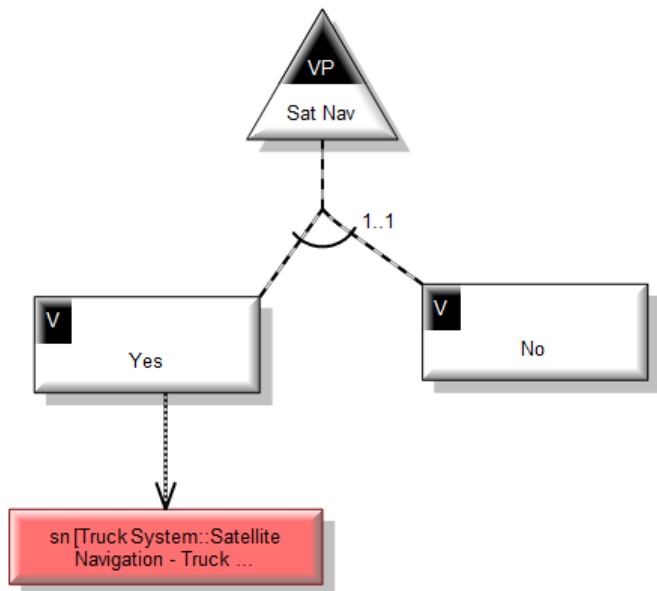 VP
Sat Nav
1..1
V
Yes
V
No
sn [Truck System::Satellite
Navigation - Truck ...